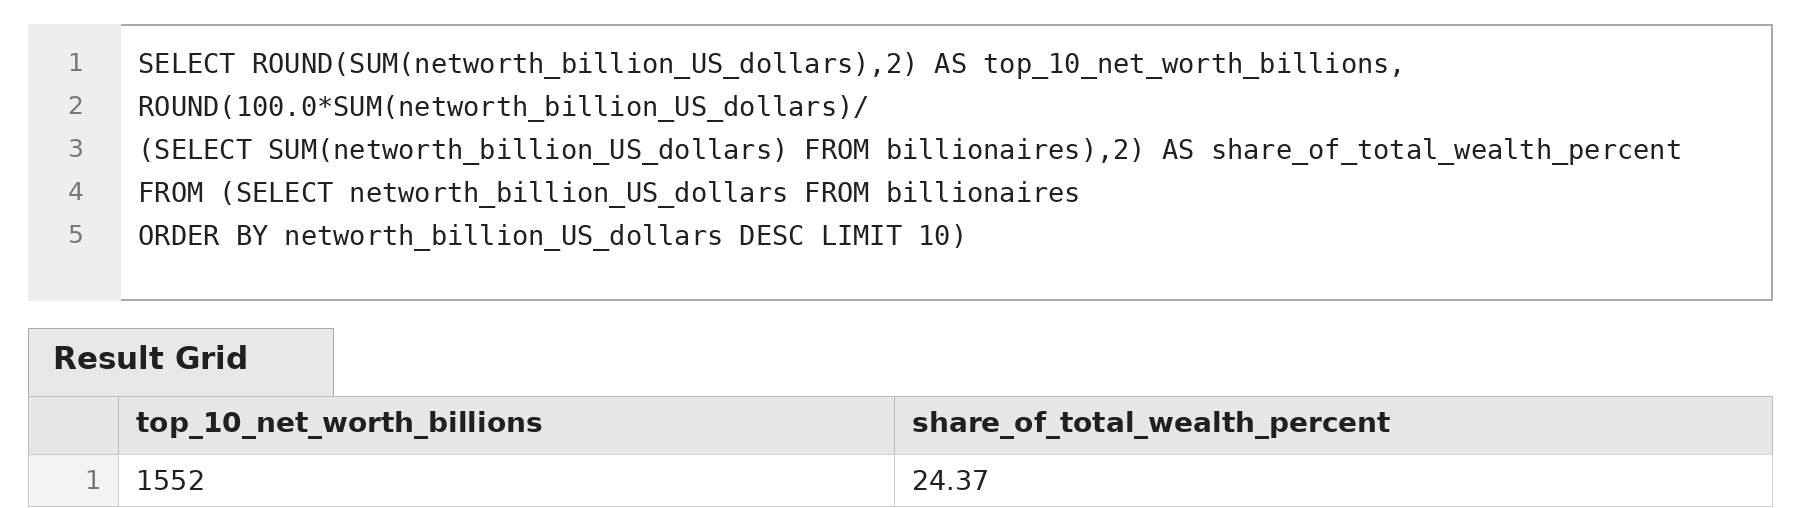 1 SELECT ROUND(SUM(networth_billion_US_dollars),2) AS top_10_net_worth_billions,
2 ROUND(100.0*SUM(networth_billion_US_dollars)/
3 (SELECT SUM(networth_billion_US_dollars) FROM billionaires),2) AS share_of_total_wealth_percent
4 FROM (SELECT networth_billion_US_dollars FROM billionaires
5 ORDER BY networth_billion_US_dollars DESC LIMIT 10)
Result Grid
top_10_net_worth_billions share_of_total_wealth_percent
1 1552 24.37